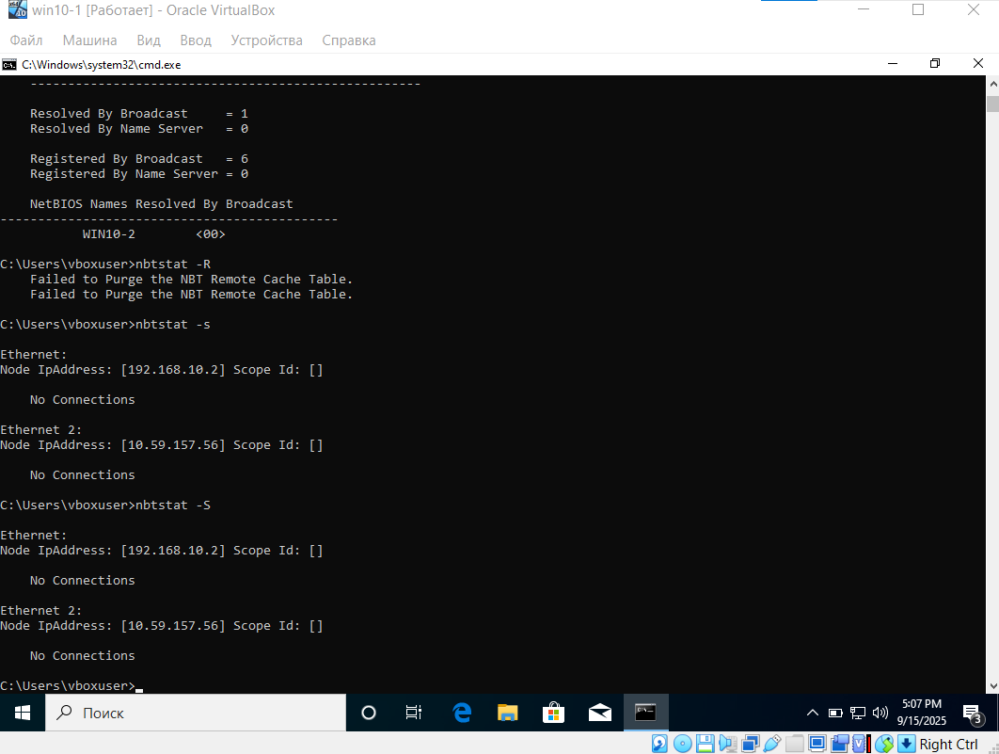 win10-1 [Работает] - Oracle VirtualBox
Файл Машина Вид Ввод Устройства Справка
C:\Windows\system32\cmd.exe
----------------------------------------------------
Resolved By Broadcast     = 1
Resolved By Name Server   = 0
Registered By Broadcast   = 6
Registered By Name Server = 0
NetBIOS Names Resolved By Broadcast
---------------------------------------------
WIN10-2        <00>
C:\Users\vboxuser>nbtstat -R
Failed to Purge the NBT Remote Cache Table.
Failed to Purge the NBT Remote Cache Table.
C:\Users\vboxuser>nbtstat -s
Ethernet:
Node IpAddress: [192.168.10.2] Scope Id: []
No Connections
Ethernet 2:
Node IpAddress: [10.59.157.56] Scope Id: []
No Connections
C:\Users\vboxuser>nbtstat -S
Ethernet:
Node IpAddress: [192.168.10.2] Scope Id: []
No Connections
Ethernet 2:
Node IpAddress: [10.59.157.56] Scope Id: []
No Connections
C:\Users\vboxuser>
Поиск
5:07 PM
9/15/2025
3
Right Ctrl